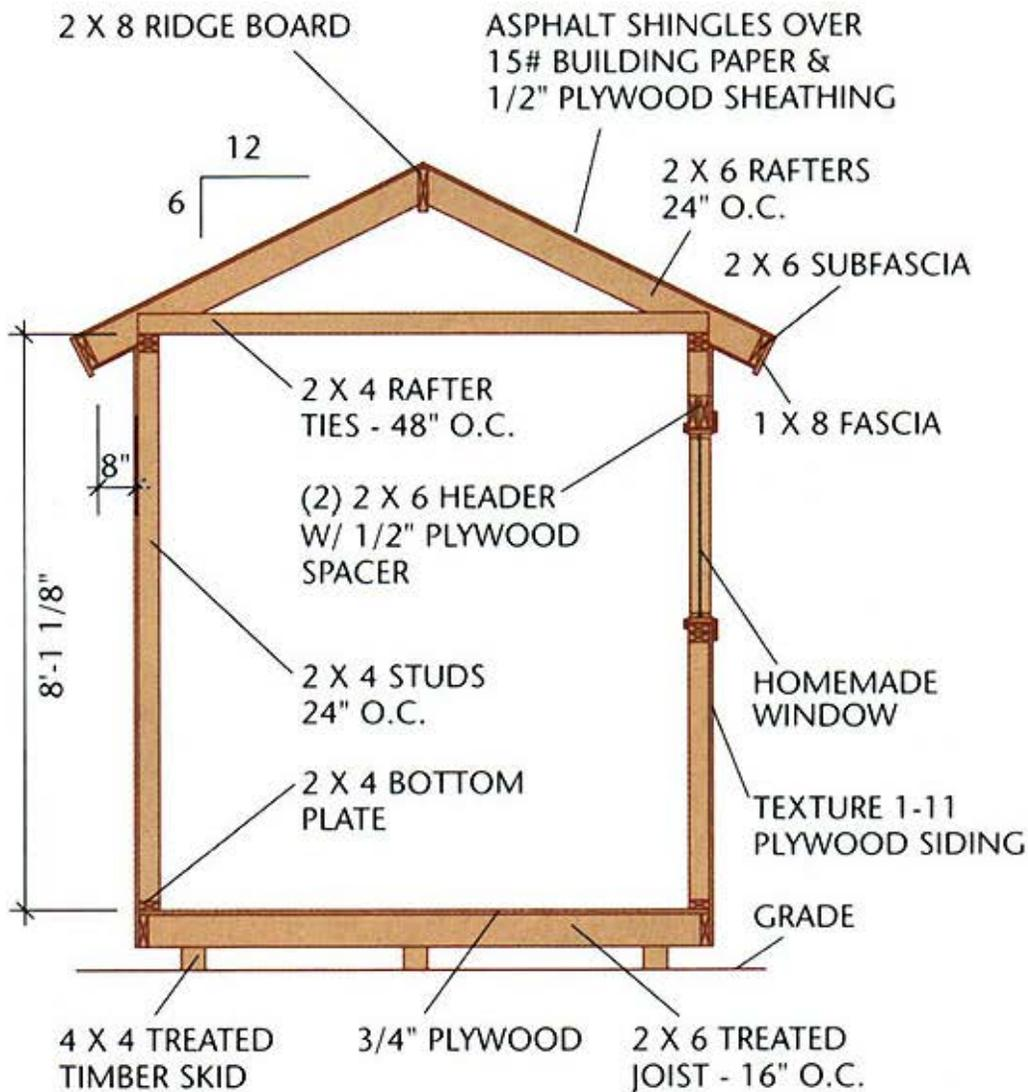 2 X 8 RIDGE BOARD
ASPHALT SHINGLES OVER
15# BUILDING PAPER &
1/2" PLYWOOD SHEATHING
12
6
2 X 6 RAFTERS
24" O.C.
2 X 6 SUBFASCIA
2 X 4 RAFTER
TIES - 48" O.C.
1 X 8 FASCIA
8"
(2) 2 X 6 HEADER
W/ 1/2" PLYWOOD
SPACER
8'-1 1/8"
2 X 4 STUDS
24" O.C.
HOMEMADE
WINDOW
2 X 4 BOTTOM
PLATE
TEXTURE 1-11
PLYWOOD SIDING
GRADE
4 X 4 TREATED
TIMBER SKID
3/4" PLYWOOD
2 X 6 TREATED
JOIST - 16" O.C.